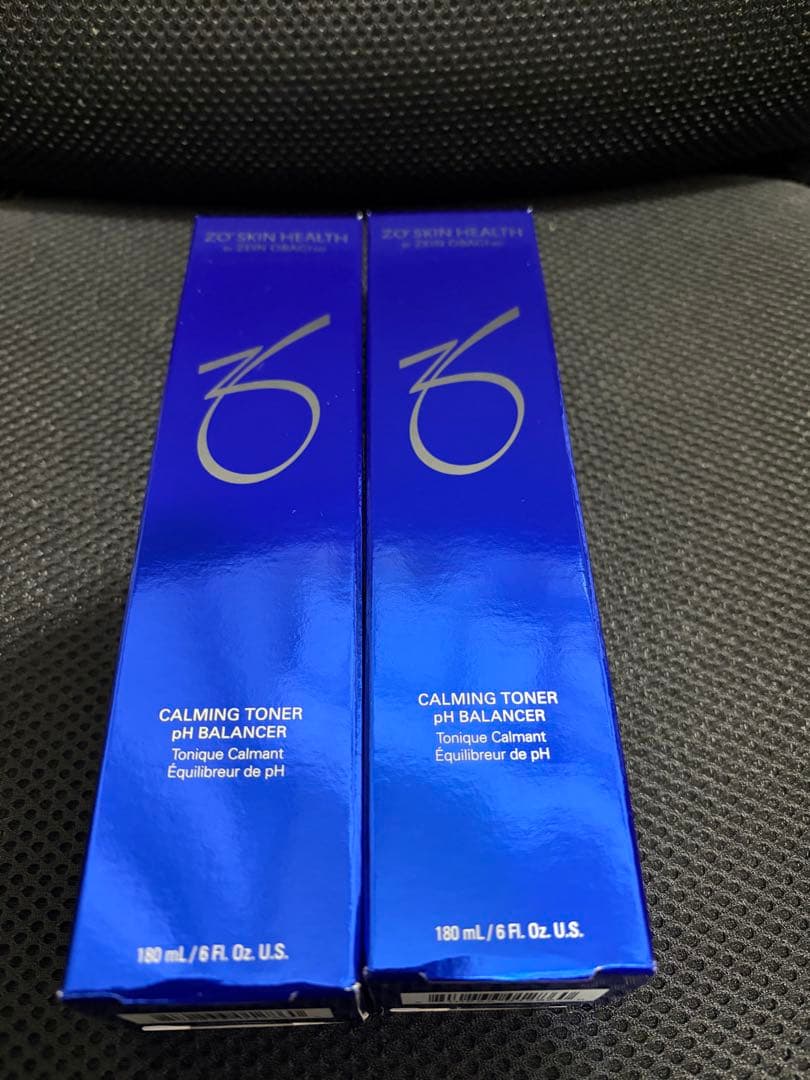 ZO® SKIN HEALTH
BY ZEIN OBAGI MD
CALMING TONER
pH BALANCER
Tonique Calmant
Équilibreur de pH
180 mL / 6 Fl. Oz. U.S.
ZO® SKIN HEALTH
BY ZEIN OBAGI MD
CALMING TONER
pH BALANCER
Tonique Calmant
Équilibreur de pH
180 mL / 6 Fl. Oz. U.S.